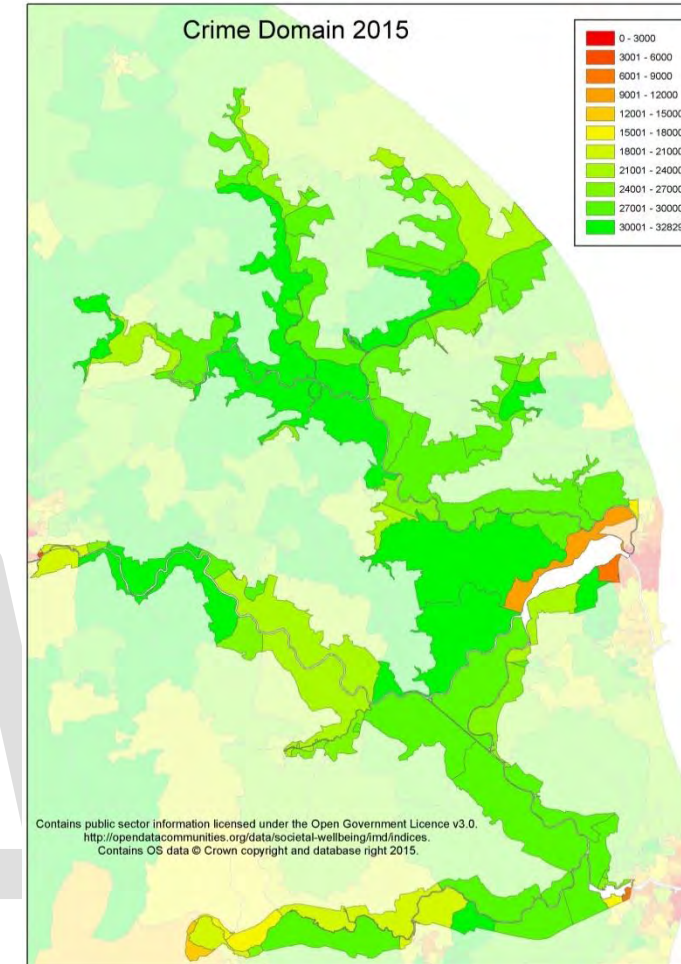 Crime Domain 2015
0 - 3000
3001 - 6000
6001 - 9000
9001 - 12000
12001 - 15000
15001 - 18000
18001 - 21000
21001 - 24000
24001 - 27000
27001 - 30000
30001 - 32829
Contains public sector information licensed under the Open Government Licence v3.0.
http://opendatacommunities.org/data/societal-wellbeing/imd/indices.
Contains OS data © Crown copyright and database right 2015.